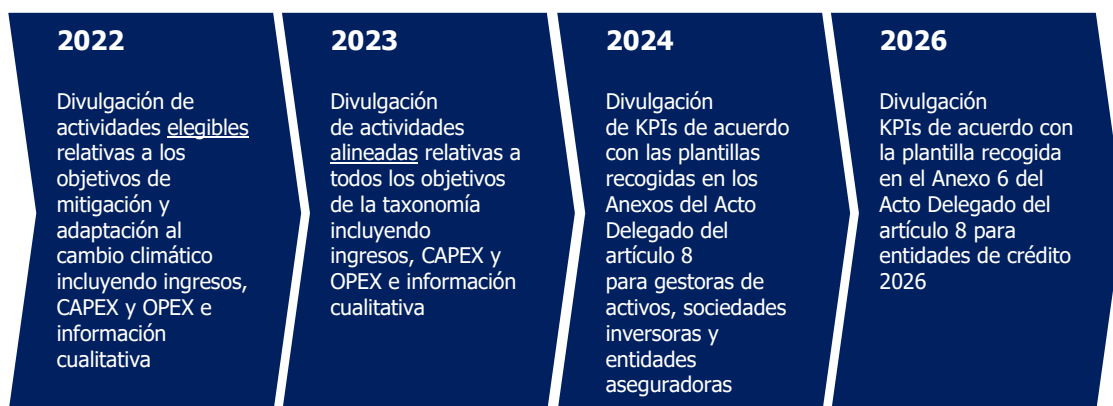 2022
Divulgación de
actividades elegibles
relativas a los
objetivos de
mitigación y
adaptación al
cambio climático
incluyendo ingresos,
CAPEX y OPEX e
información
cualitativa
2023
Divulgación
de actividades
alineadas relativas a
todos los objetivos
de la taxonomía
incluyendo
ingresos, CAPEX y
OPEX e información
cualitativa
2024
Divulgación
de KPIs de acuerdo
con las plantillas
recogidas en los
Anexos del Acto
Delegado del
artículo 8
para gestoras de
activos, sociedades
inversoras y
entidades
aseguradoras
2026
Divulgación
KPIs de acuerdo con
la plantilla recogida
en el Anexo 6 del
Acto Delegado del
artículo 8 para
entidades de crédito
2026